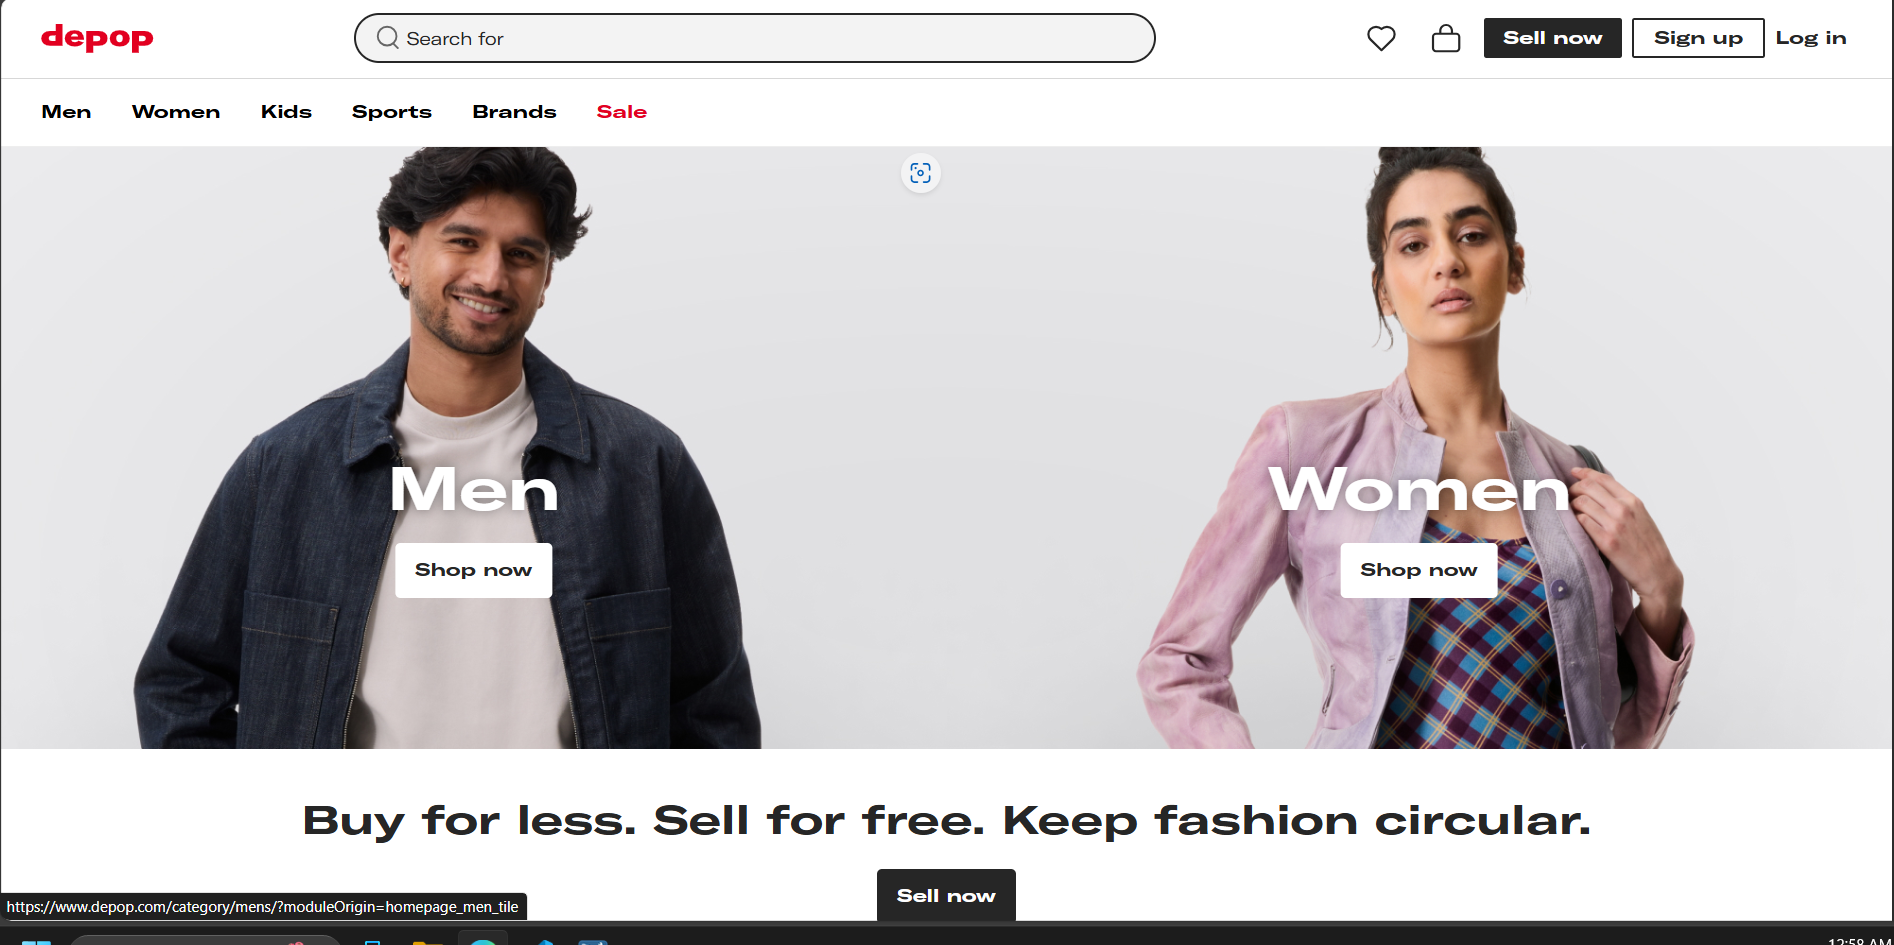 depop
Search for
Sell now
Sign up
Log in
Men
Women
Kids
Sports
Brands
Sale
Men
Women
Shop now
Shop now
Buy for less. Sell for free. Keep fashion circular.
Sell now
https://www.depop.com/category/mens/?moduleOrigin=homepage_men_tile
12:58 AM